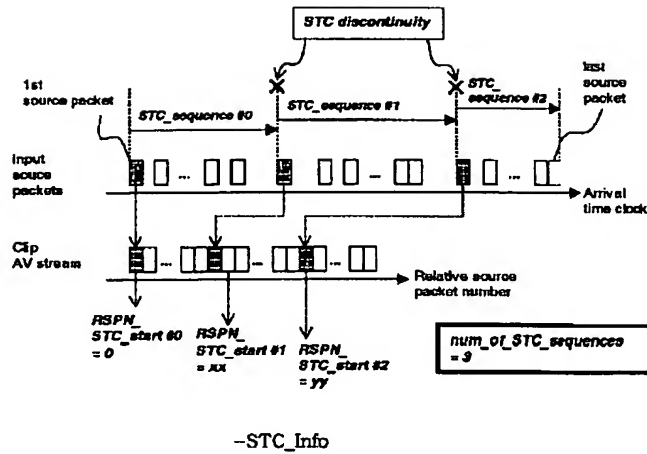 STC discontinuity
1st
source packet
last
source
packet
STC_sequence #0
STC_sequence #1
STC_
sequence #2
Input
souce
packets
...
...
...
Arrival
time clock
Clip
AV stream
...
...
...
Relative source
packet number
RSPN_
STC_start #0
= 0
RSPN_
STC_start #1
= xx
RSPN_
STC_start #2
= yy
num_of_STC_sequences
= 3
–STC_Info